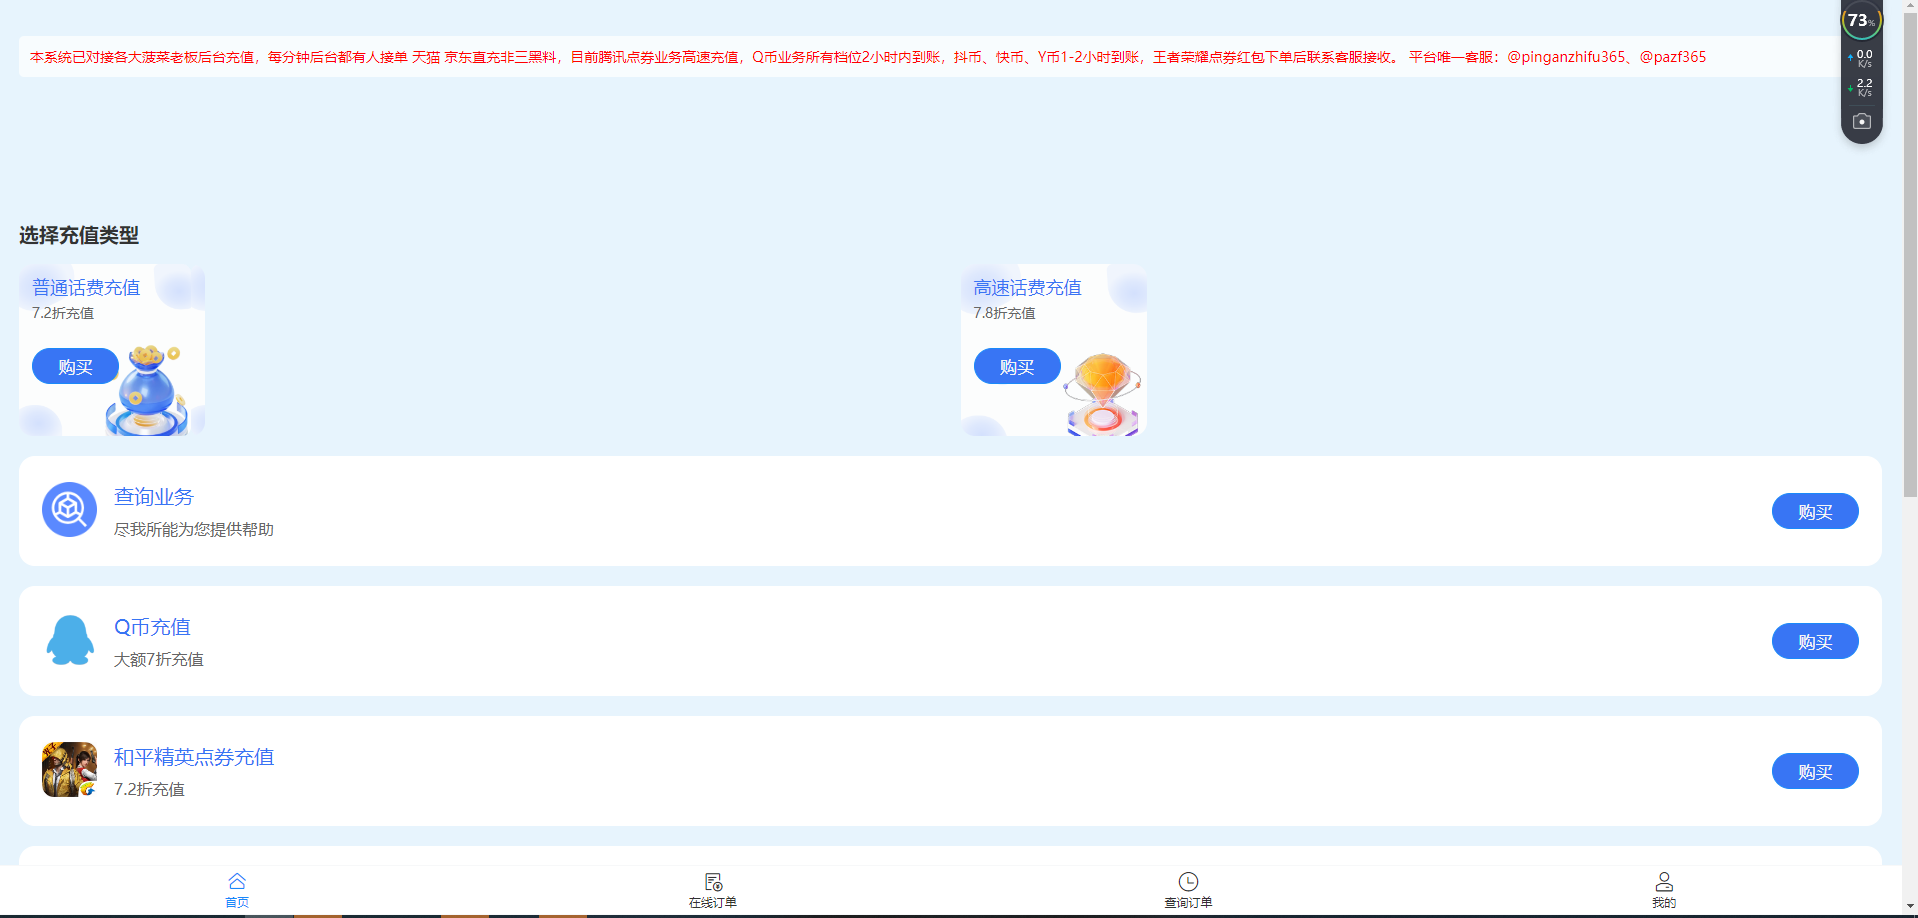 73%
0.0
K/s
2.2
K/s
本系统已对接各大菠菜老板后台充值，每分钟后台都有人接单 天猫 京东直充非三黑料，目前腾讯点券业务高速充值，Q币业务所有档位2小时内到账，抖币、快币、Y币1-2小时到账，王者荣耀点券红包下单后联系客服接收。 平台唯一客服：@pinganzhifu365、@pazf365
选择充值类型
普通话费充值
7.2折充值
购买
高速话费充值
7.8折充值
购买
查询业务
尽我所能为您提供帮助
购买
Q币充值
大额7折充值
购买
和平精英点券充值
7.2折充值
购买
首页
在线订单
查询订单
我的